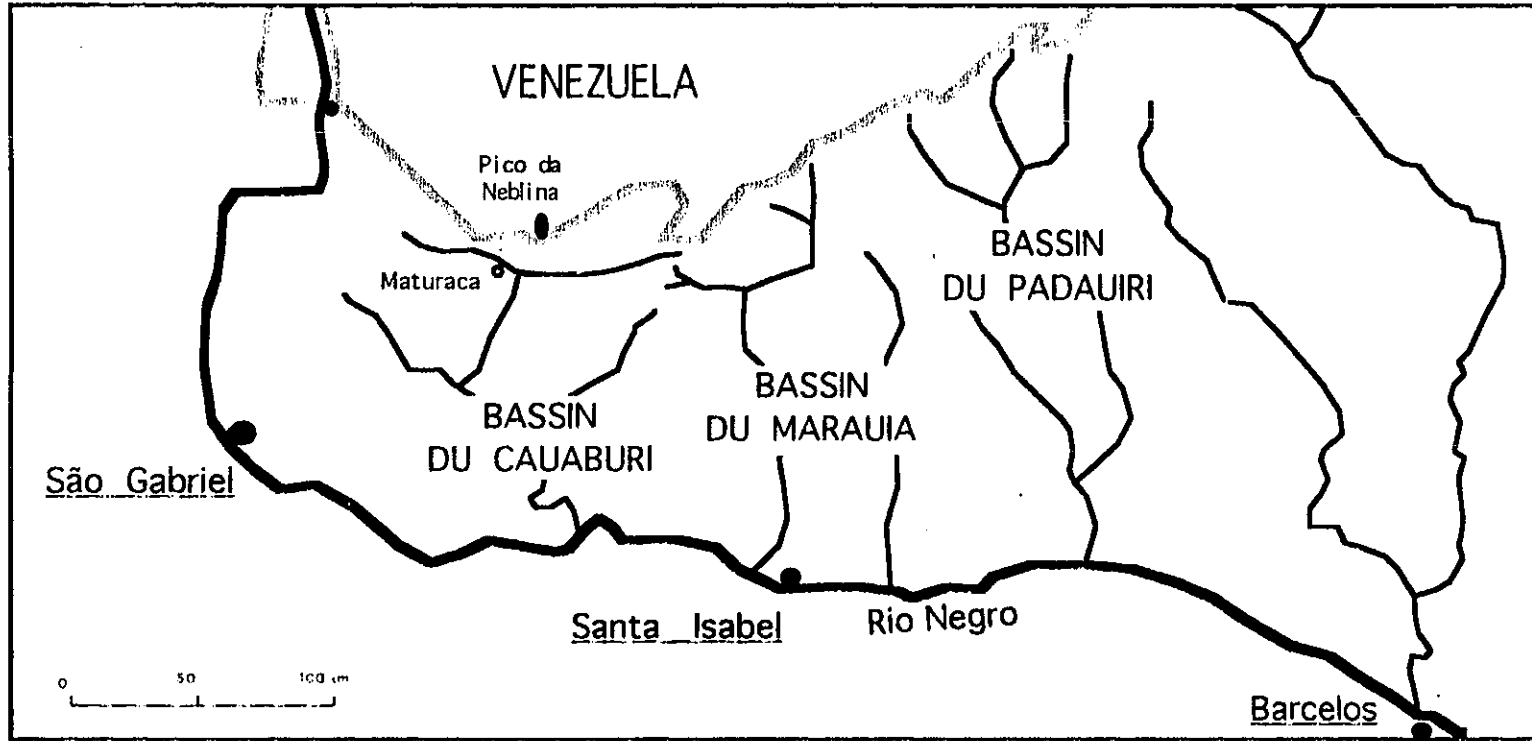 VENEZUELA
Pico da
Neblina
Maturaca
BASSIN
DU PADAUIRI
BASSIN
DU MARAUIA
BASSIN
DU CAUABURI
São Gabriel
Santa Isabel
Rio Negro
Barcelos
0 50 100 km